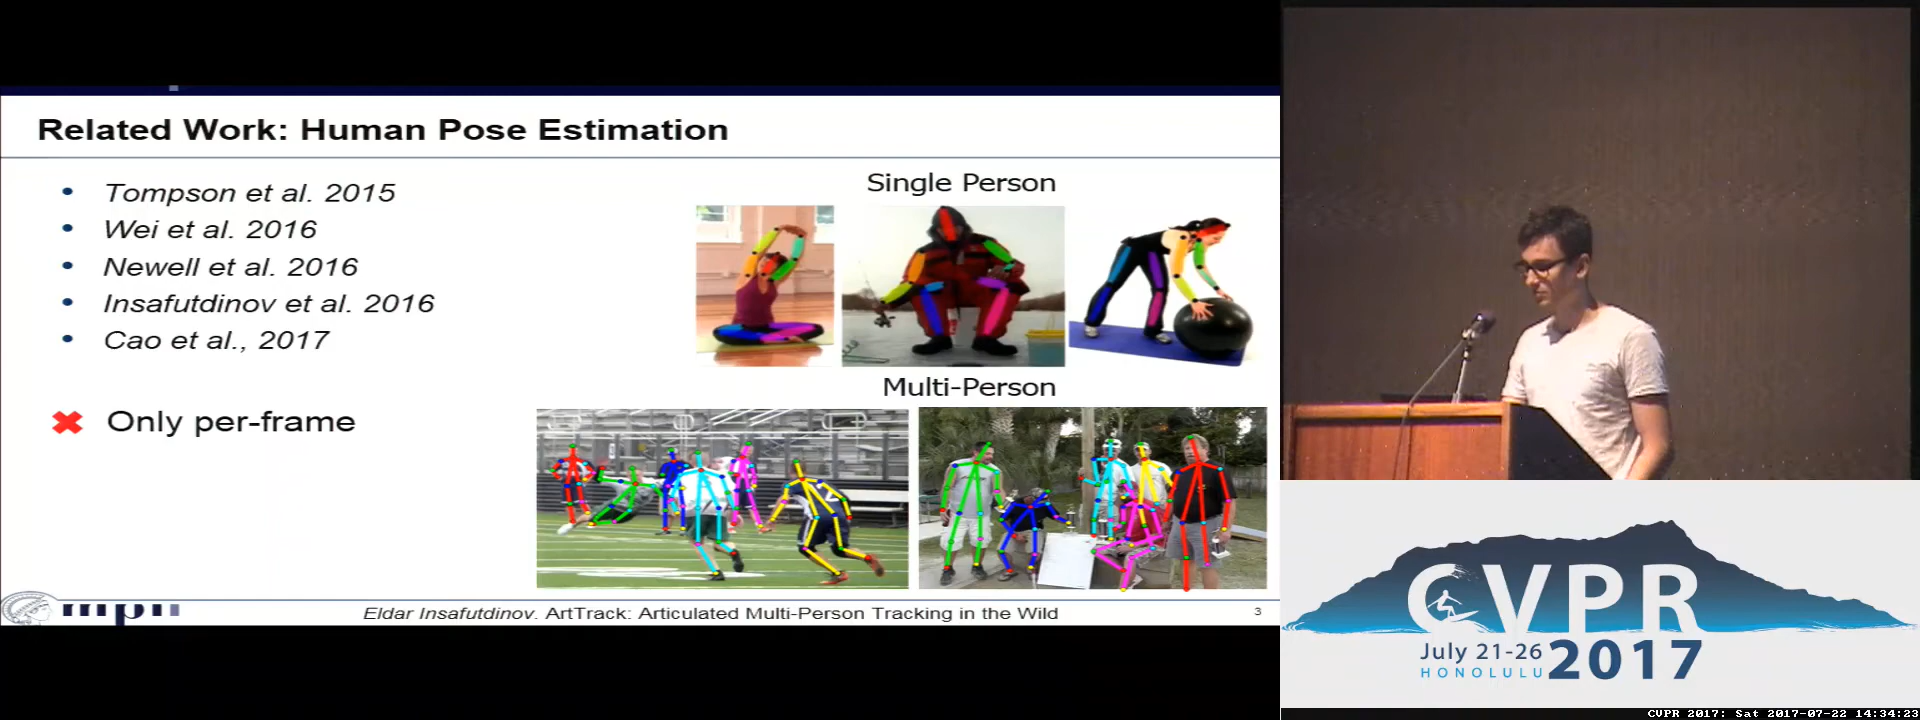 Related Work: Human Pose Estimation
• Tompson et al. 2015
• Wei et al. 2016
• Newell et al. 2016
• Insafutdinov et al. 2016
• Cao et al., 2017
✖ Only per-frame
Single Person
Multi-Person
Eldar Insafutdinov. ArtTrack: Articulated Multi-Person Tracking in the Wild
3
CVPR
July 21-26
HONOLULU
2017
CVPR 2017: Sat 2017-07-22 14:34:23